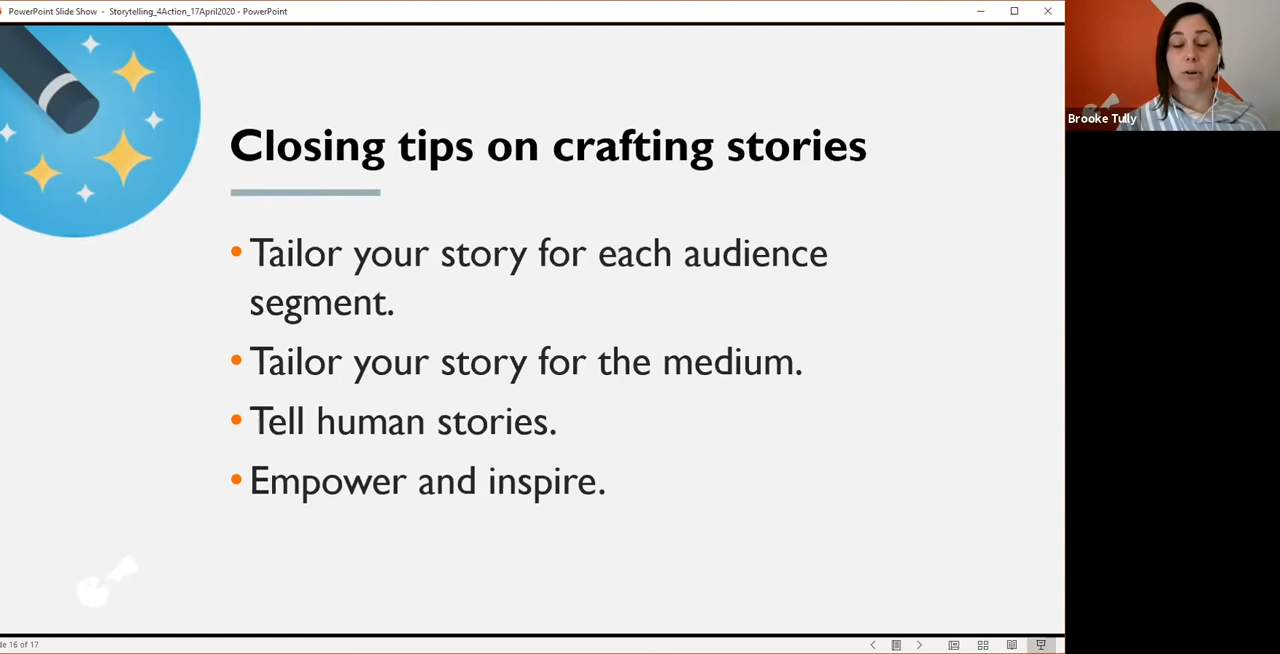 PowerPoint Slide Show - Storytelling_4Action_17April2020 - PowerPoint
Brooke Tully
Closing tips on crafting stories
• Tailor your story for each audience
segment.
• Tailor your story for the medium.
• Tell human stories.
• Empower and inspire.
de 16 of 17